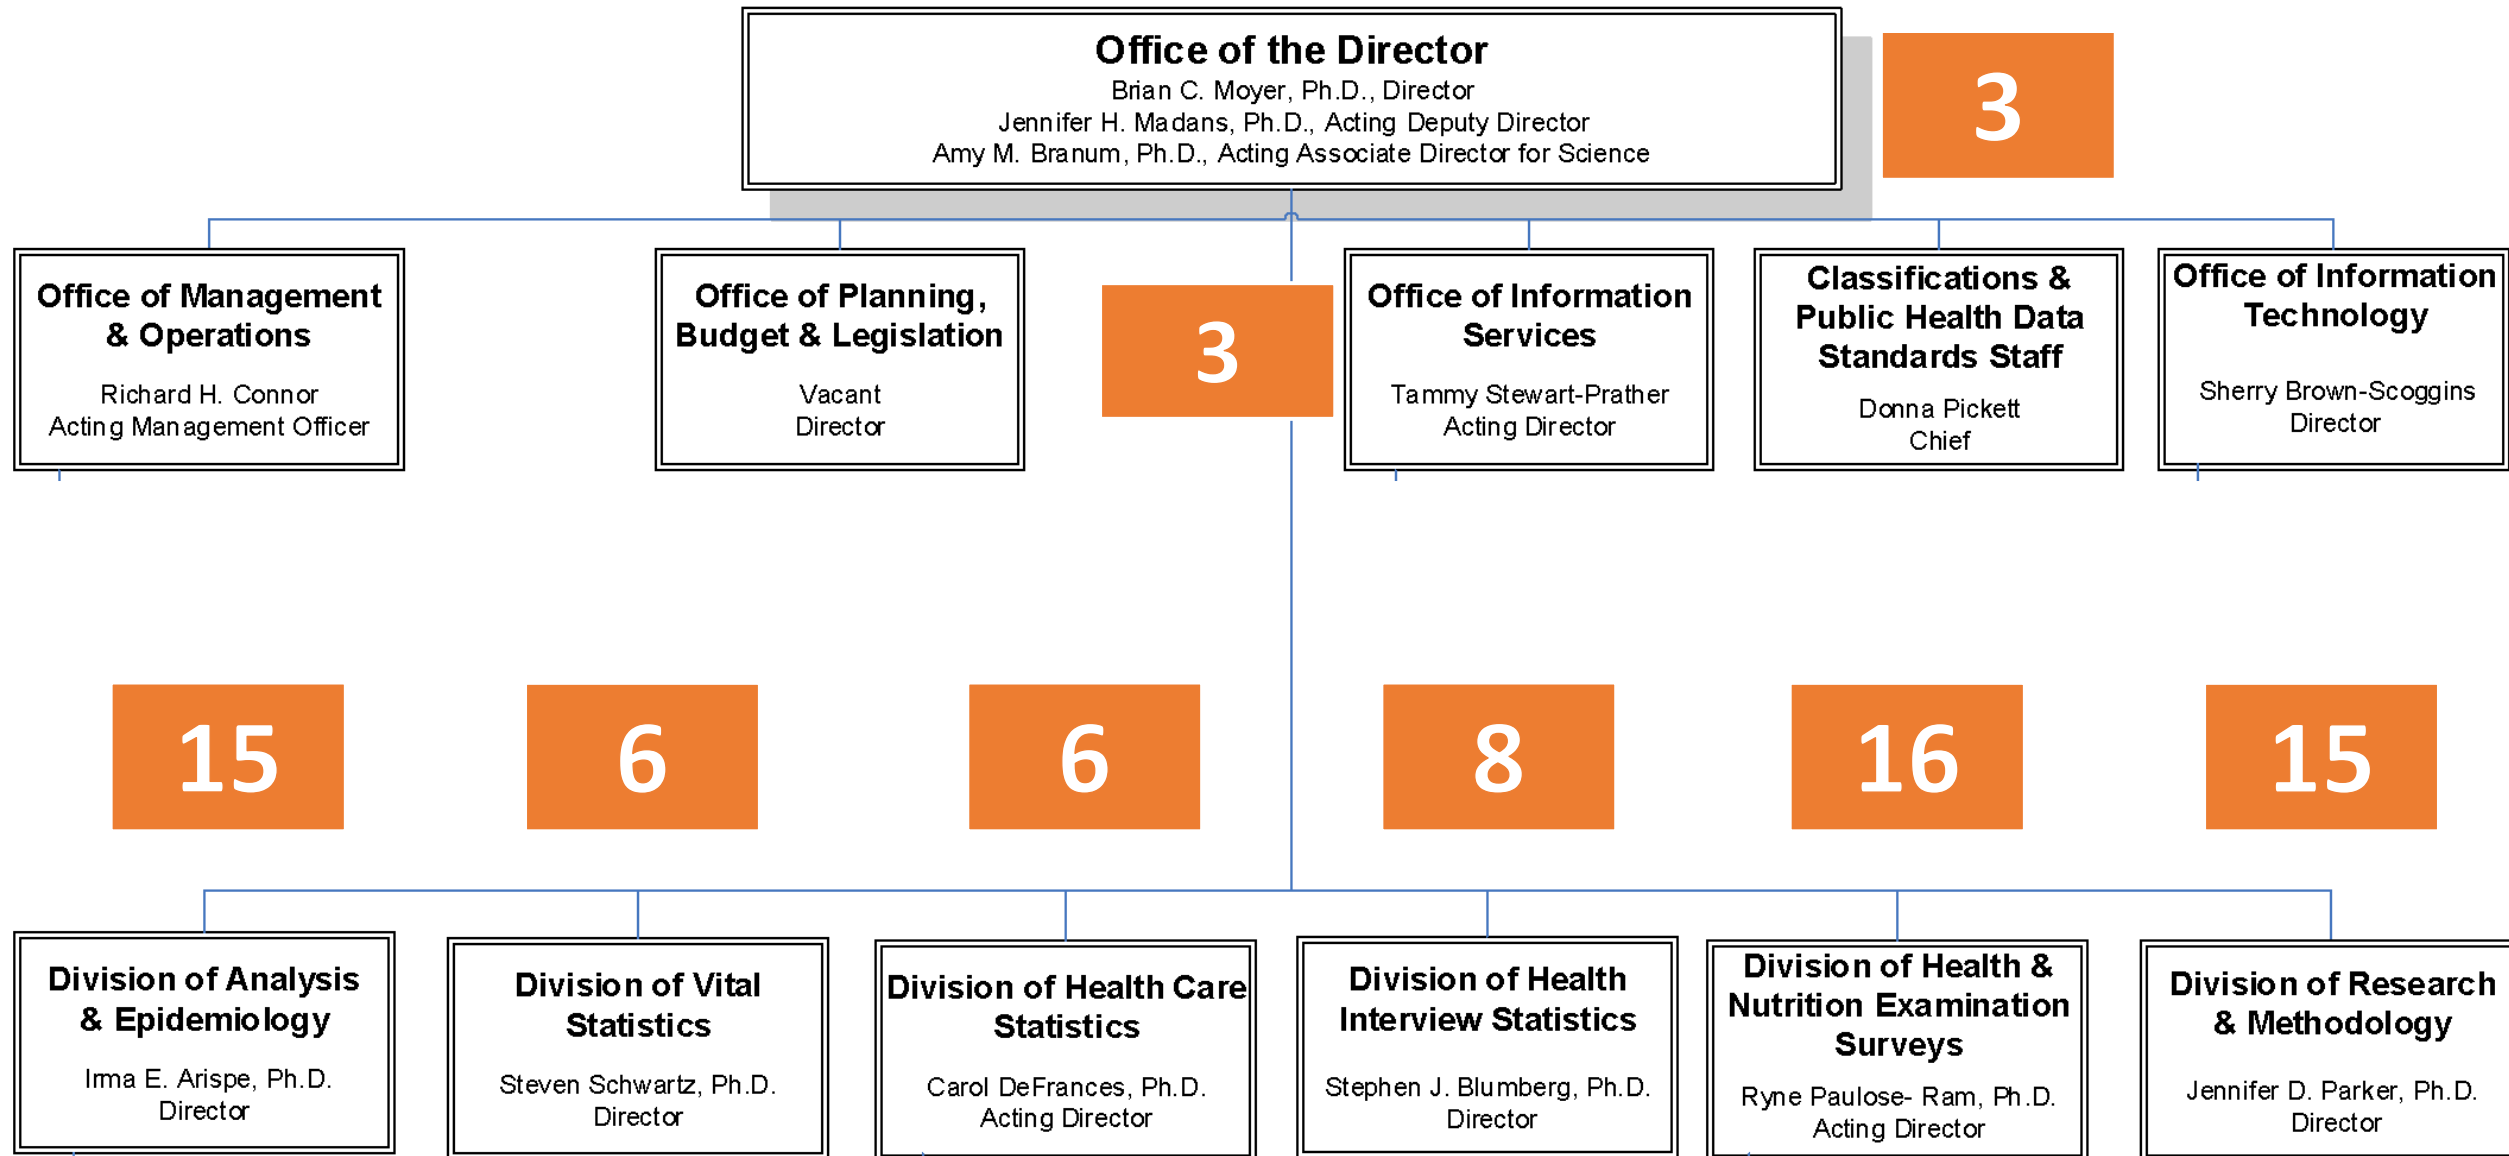 Office of the Director
Brian C. Moyer, Ph.D., Director
Jennifer H. Madans, Ph.D., Acting Deputy Director
Amy M. Branum, Ph.D., Acting Associate Director for Science
3
Office of Management
& Operations
Richard H. Connor
Acting Management Officer
Office of Planning,
Budget & Legislation
Vacant
Director
3
Office of Information
Services
Tammy Stewart-Prather
Acting Director
Classifications &
Public Health Data
Standards Staff
Donna Pickett
Chief
Office of Information
Technology
Sherry Brown-Scoggins
Director
15
6
6
8
16
15
Division of Analysis
& Epidemiology
Irma E. Arispe, Ph.D.
Director
Division of Vital
Statistics
Steven Schwartz, Ph.D.
Director
Division of Health Care
Statistics
Carol DeFrances, Ph.D.
Acting Director
Division of Health
Interview Statistics
Stephen J. Blumberg, Ph.D.
Director
Division of Health &
Nutrition Examination
Surveys
Ryne Paulose- Ram, Ph.D.
Acting Director
Division of Research
& Methodology
Jennifer D. Parker, Ph.D.
Director